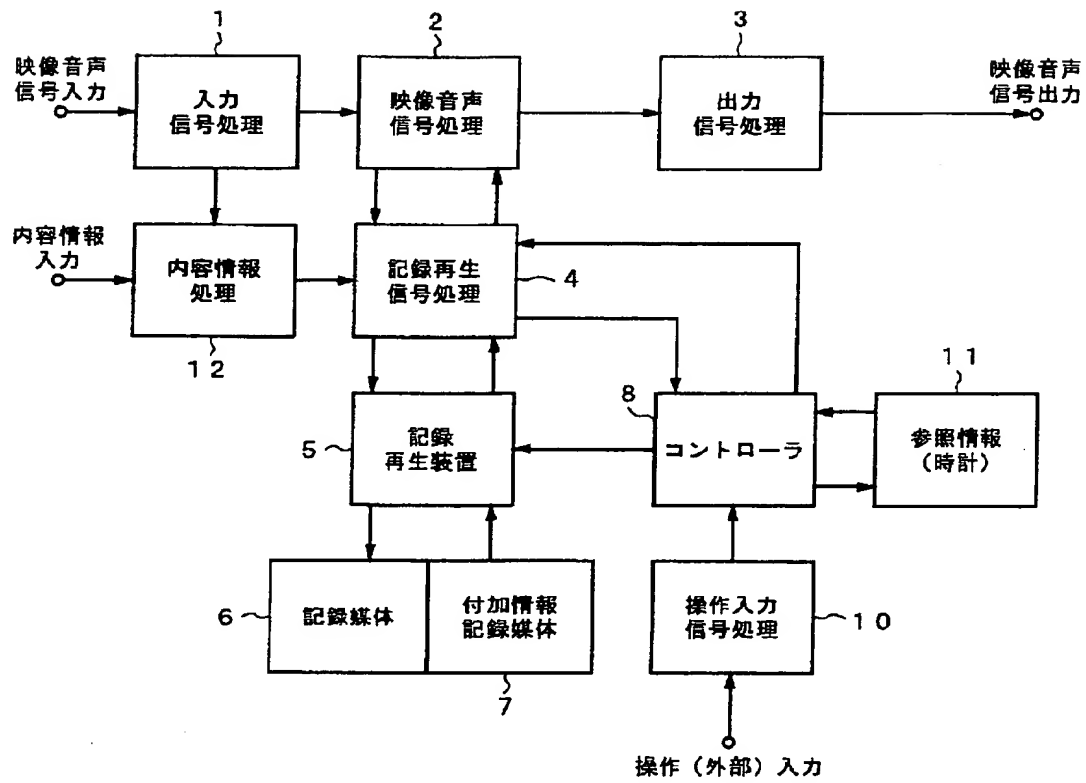 1
2
3
映像音声
信号入力
入力
信号処理
映像音声
信号処理
出力
信号処理
映像音声
信号出力
内容情報
入力
内容情報
処理
記録再生
信号処理
4
12
11
8
5
記録
再生装置
コントローラ
参照情報
(時計)
6
記録媒体
付加情報
記録媒体
操作入力
信号処理
10
7
操作(外部)入力